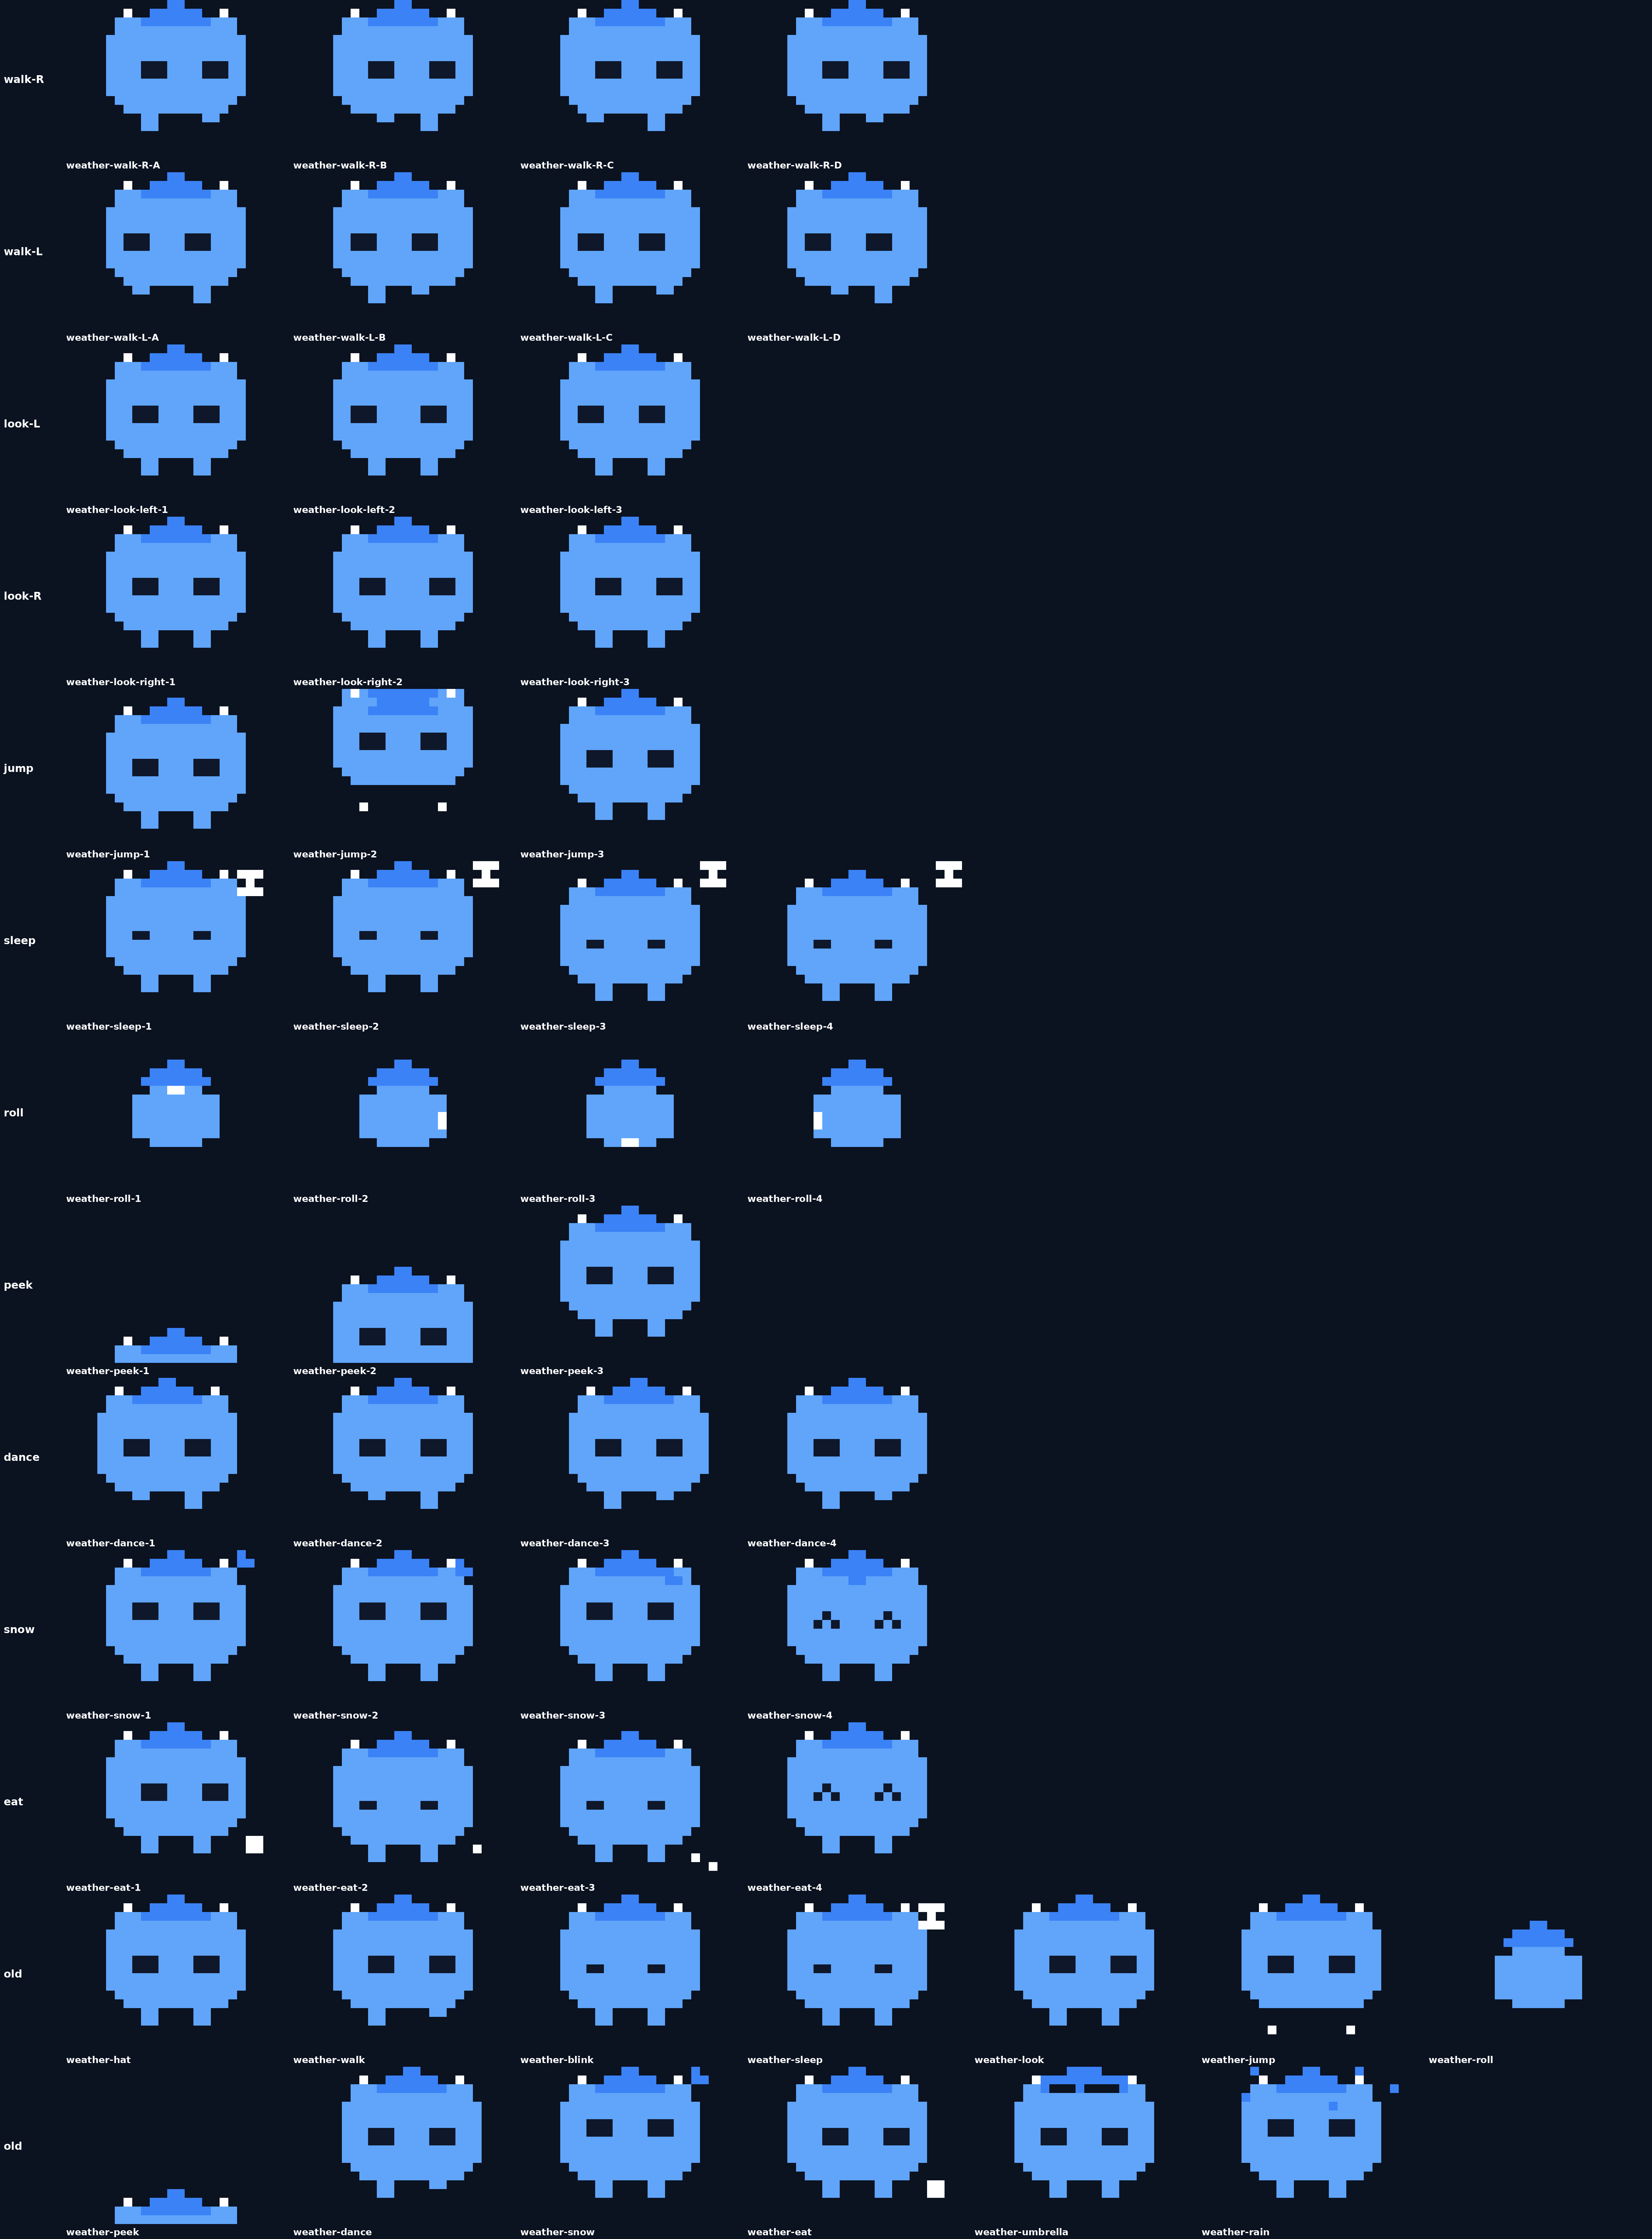 walk-R
weather-walk-R-A weather-walk-R-B weather-walk-R-C weather-walk-R-D
walk-L
weather-walk-L-A weather-walk-L-B weather-walk-L-C weather-walk-L-D
look-L
weather-look-left-1 weather-look-left-2 weather-look-left-3
look-R
weather-look-right-1 weather-look-right-2 weather-look-right-3
jump
weather-jump-1 weather-jump-2 weather-jump-3
sleep
weather-sleep-1 weather-sleep-2 weather-sleep-3 weather-sleep-4
roll
weather-roll-1 weather-roll-2 weather-roll-3 weather-roll-4
peek
weather-peek-1 weather-peek-2 weather-peek-3
dance
weather-dance-1 weather-dance-2 weather-dance-3 weather-dance-4
snow
weather-snow-1 weather-snow-2 weather-snow-3 weather-snow-4
eat
weather-eat-1 weather-eat-2 weather-eat-3 weather-eat-4
old
weather-hat weather-walk weather-blink weather-sleep weather-look weather-jump weather-roll
old
weather-peek weather-dance weather-snow weather-eat weather-umbrella weather-rain